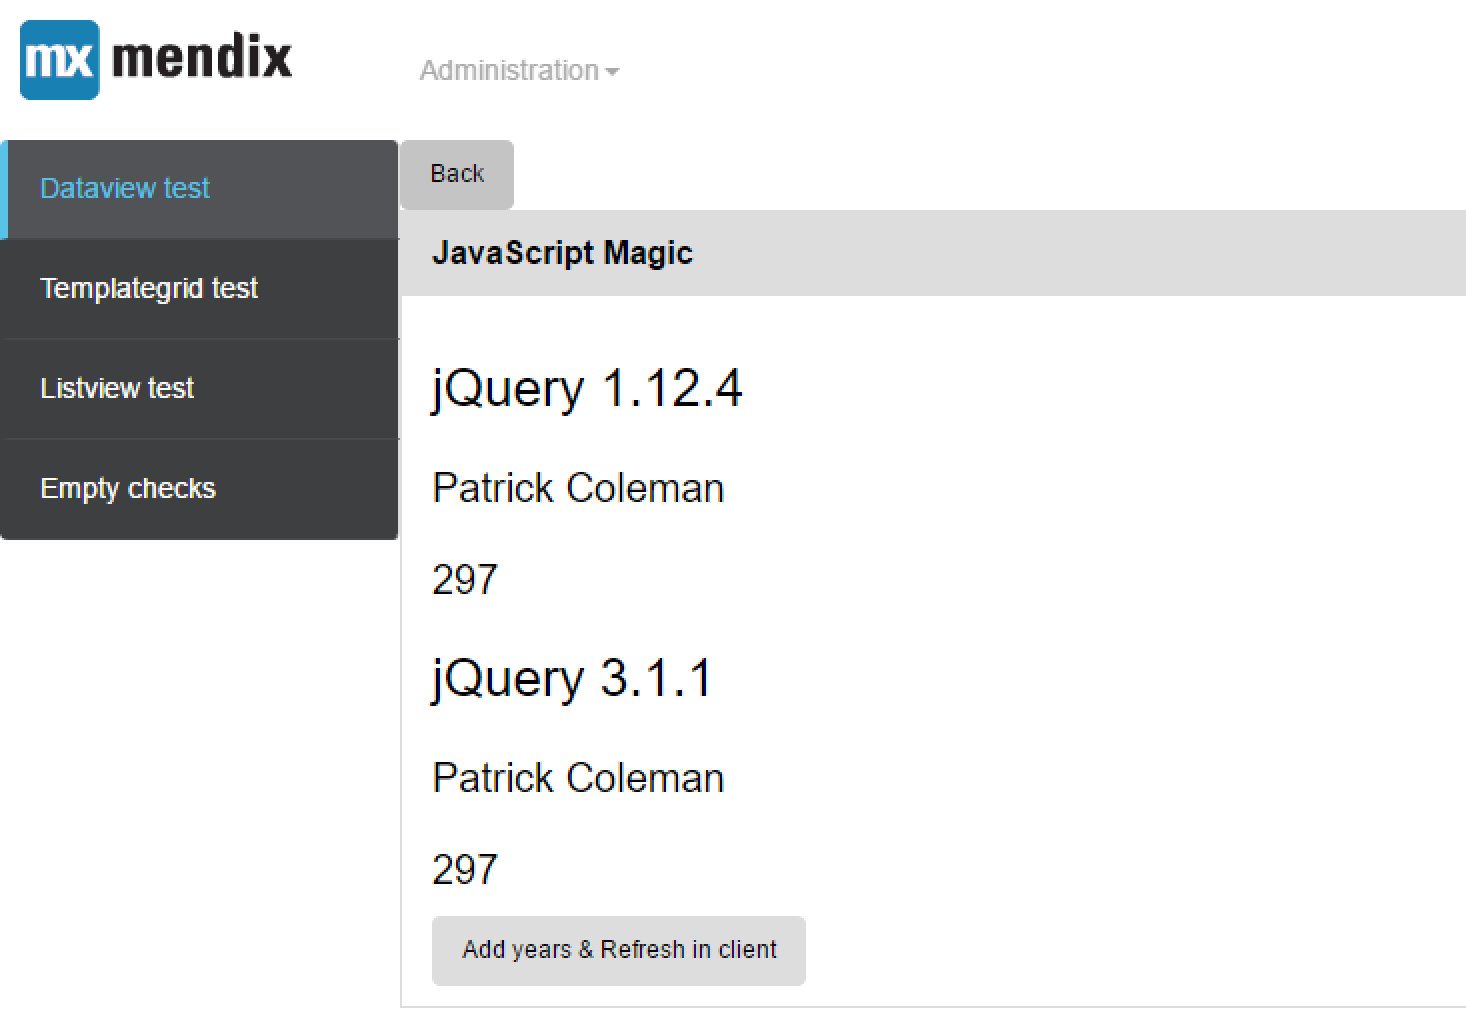 mx mendix
Administration
Dataview test
Templategrid test
Listview test
Empty checks
Back
JavaScript Magic
jQuery 1.12.4
Patrick Coleman
297
jQuery 3.1.1
Patrick Coleman
297
Add years & Refresh in client